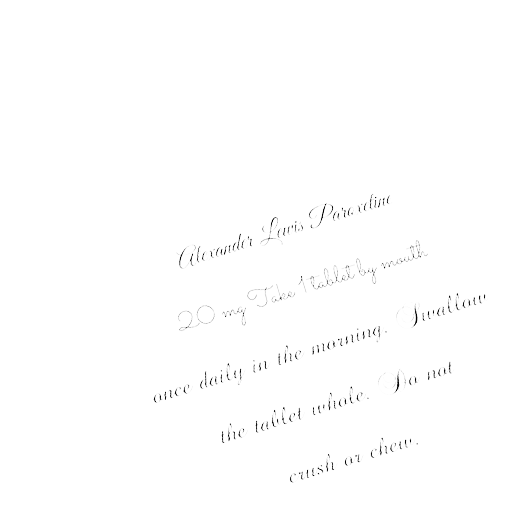 Alexander Lewis Paroxetine
20 mg Take 1 tablet by mouth
once daily in the morning. Swallow
the tablet whole. Do not
crush or chew.